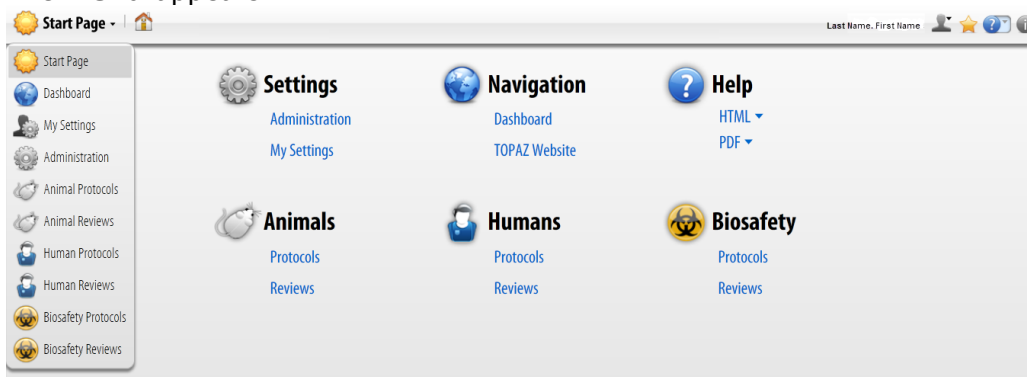 Start Page
Last Name. First Name
Start Page
Dashboard
My Settings
Administration
Animal Protocols
Animal Reviews
Human Protocols
Human Reviews
Biosafety Protocols
Biosafety Reviews
Settings
Administration
My Settings
Navigation
Dashboard
TOPAZ Website
Help
HTML
PDF
Animals
Protocols
Reviews
Humans
Protocols
Reviews
Biosafety
Protocols
Reviews